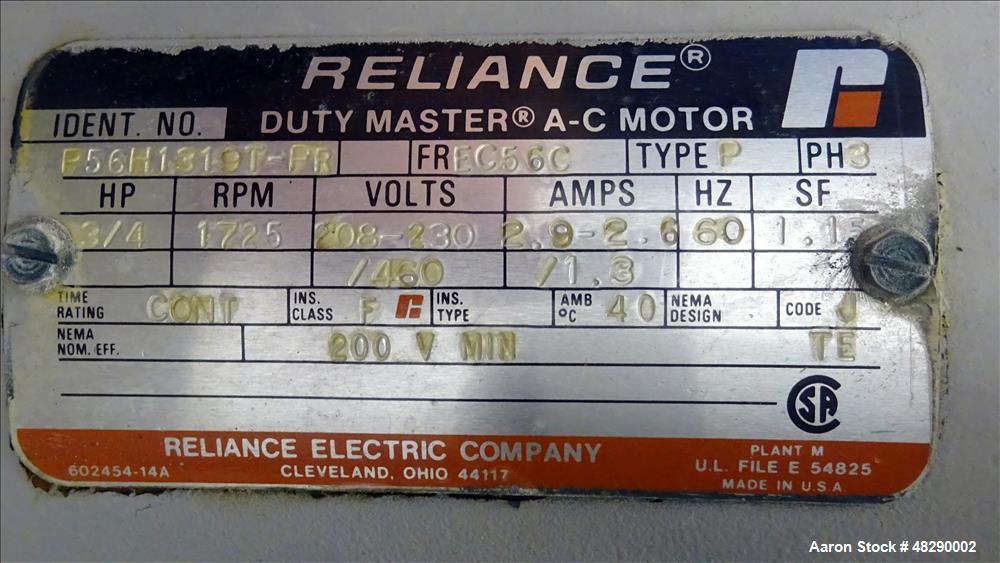 RELIANCE®
IDENT. NO. DUTY MASTER® A-C MOTOR
P56H1319T-PR FR EC56C TYPE P PH 3
HP RPM VOLTS AMPS HZ SF
3/4 1725 208-230 2.9-2.6 60 1.15
/460 /1.3
TIME RATING CONT INS. CLASS F INS. TYPE AMB °C 40 NEMA DESIGN CODE J
NEMA NOM. EFF. 200 V MIN TE
SA
RELIANCE ELECTRIC COMPANY
CLEVELAND, OHIO 44117
602454-14A
PLANT M
U.L. FILE E 54825
MADE IN U.S.A.
Aaron Stock # 48290002